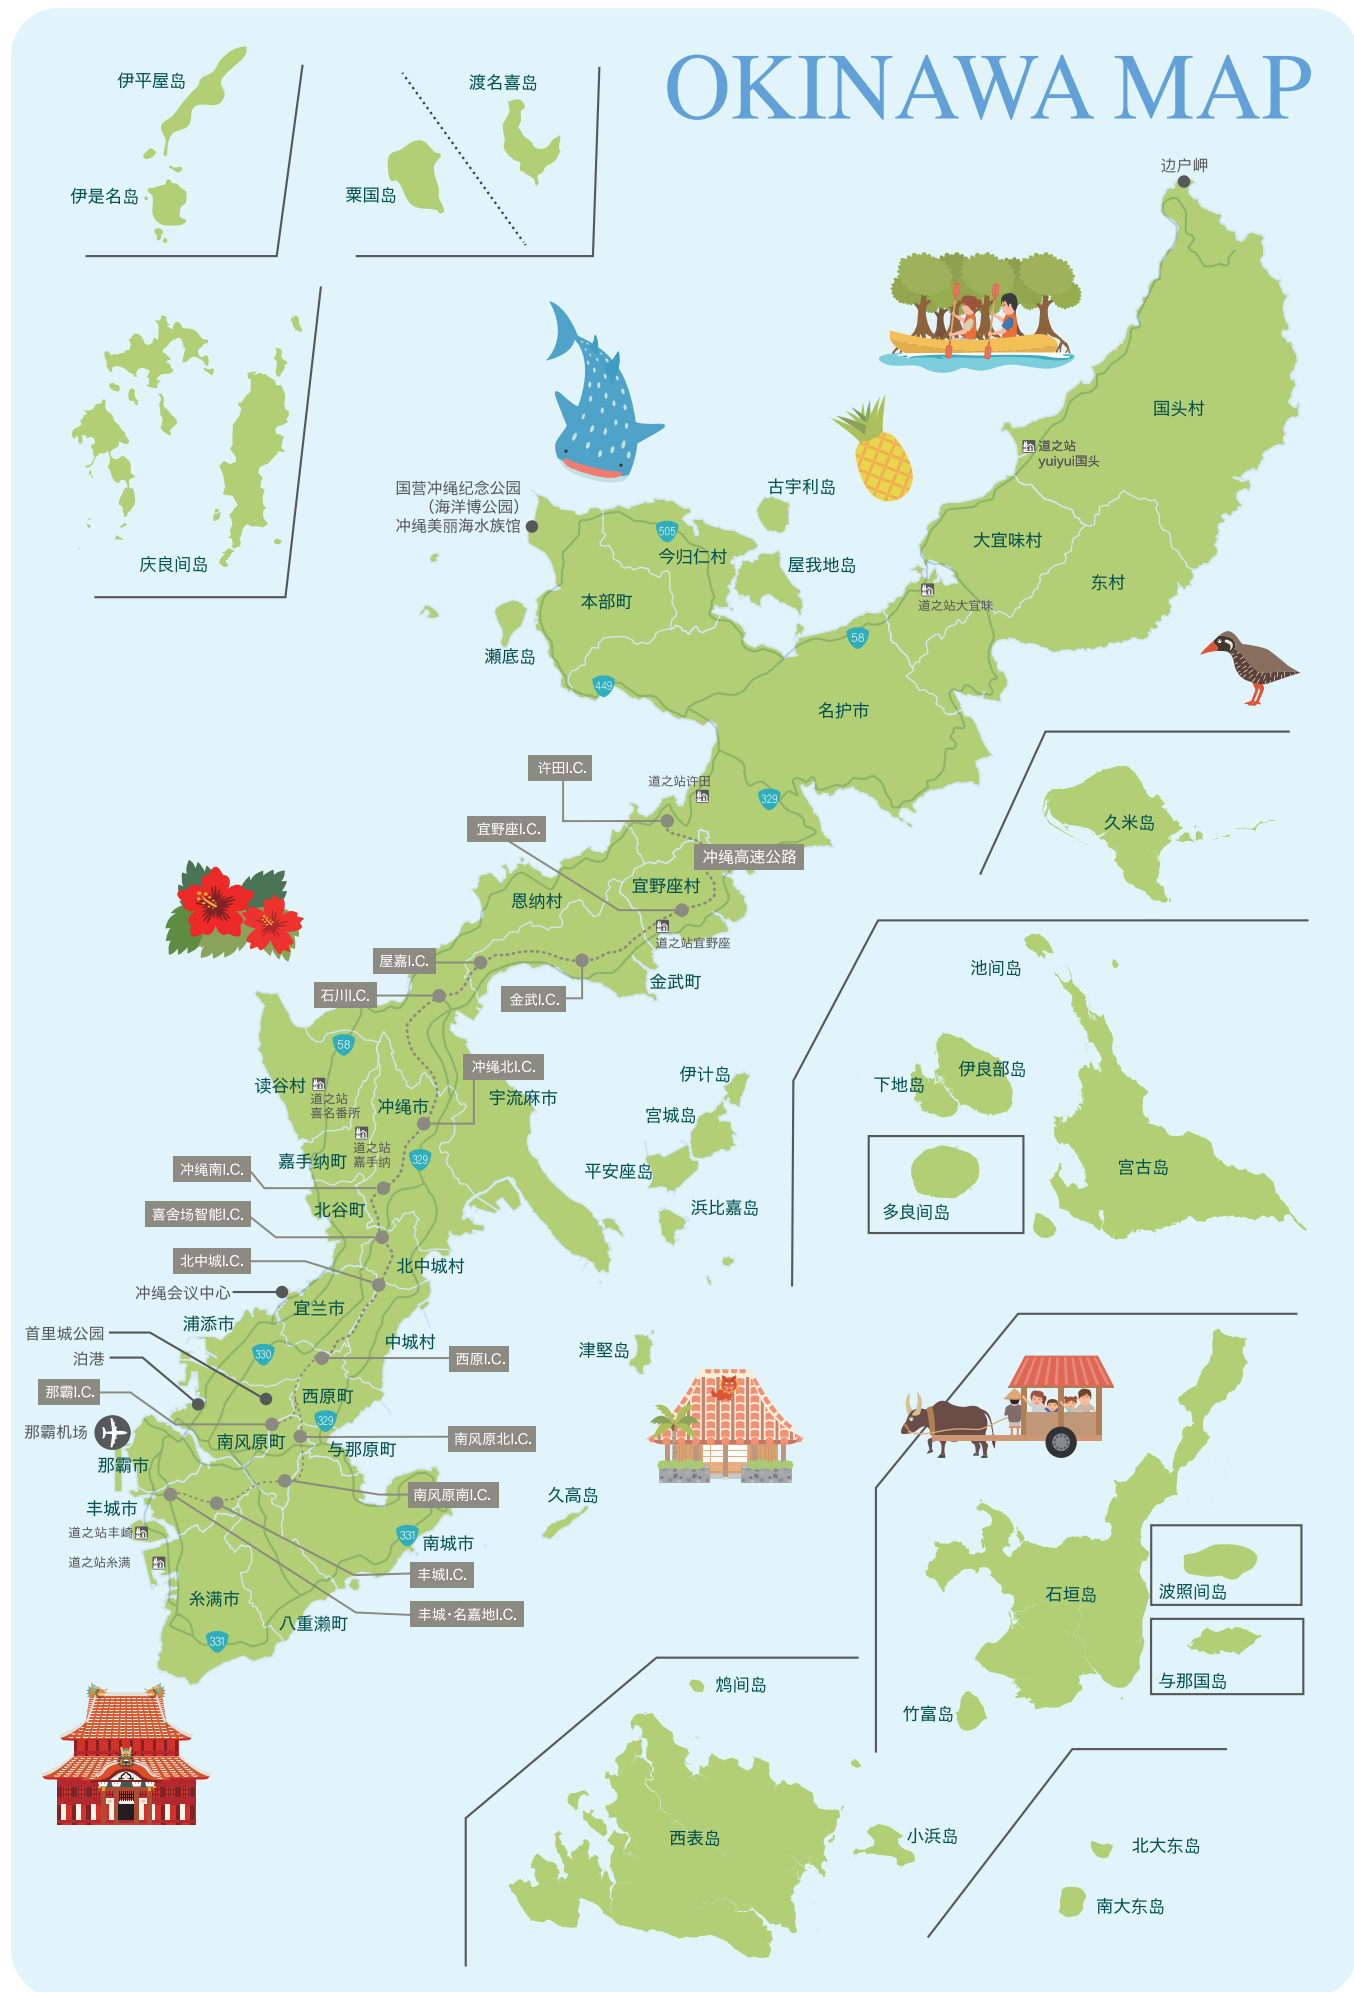 OKINAWA MAP
伊平屋岛
伊是名岛
渡名喜岛
粟国岛
庆良间岛
边户岬
国头村
道之站
yuiyui国头
大宜味村
东村
道之站大宜味
国营冲绳纪念公园
（海洋博公园）
冲绳美丽海水族馆
古宇利岛
505
今归仁村
屋我地岛
本部町
瀬底岛
58
449
名护市
许田I.C.
道之站许田
329
宜野座I.C.
冲绳高速公路
宜野座村
恩纳村
道之站宜野座
屋嘉I.C.
金武町
石川I.C.
金武I.C.
58
冲绳北I.C.
读谷村
道之站
喜名番所
冲绳市
宇流麻市
道之站
嘉手纳
嘉手纳町
329
伊计岛
宫城岛
平安座岛
浜比嘉岛
冲绳南I.C.
北谷町
喜舍场智能I.C.
北中城I.C.
北中城村
冲绳会议中心
宜兰市
浦添市
首里城公园
泊港
330
中城村
西原I.C.
津堅岛
那霸I.C.
西原町
329
那霸机场
南风原町
与那原町
南风原北I.C.
那霸市
南风原南I.C.
久高岛
丰城市
道之站丰崎
331
南城市
道之站糸满
丰城I.C.
糸满市
丰城·名嘉地I.C.
八重濑町
331
久米岛
池间岛
下地岛
伊良部岛
宫古岛
多良间岛
石垣岛
波照间岛
与那国岛
竹富岛
鸠间岛
西表岛
小浜岛
北大东岛
南大东岛